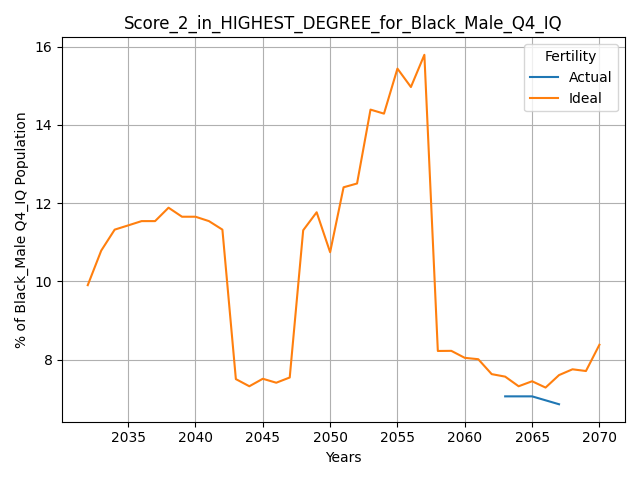 Score_2_in_HIGHEST_DEGREE_for_Black_Male_Q4_IQ
% of Black_Male Q4_IQ Population
16
14
12
10
8
Fertility
Actual
Ideal
2035 2040 2045 2050 2055 2060 2065 2070
Years